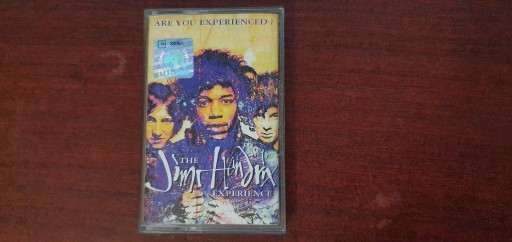 ARE YOU EXPERIENCED
THE
Jimi Hendrix
EXPERIENCE